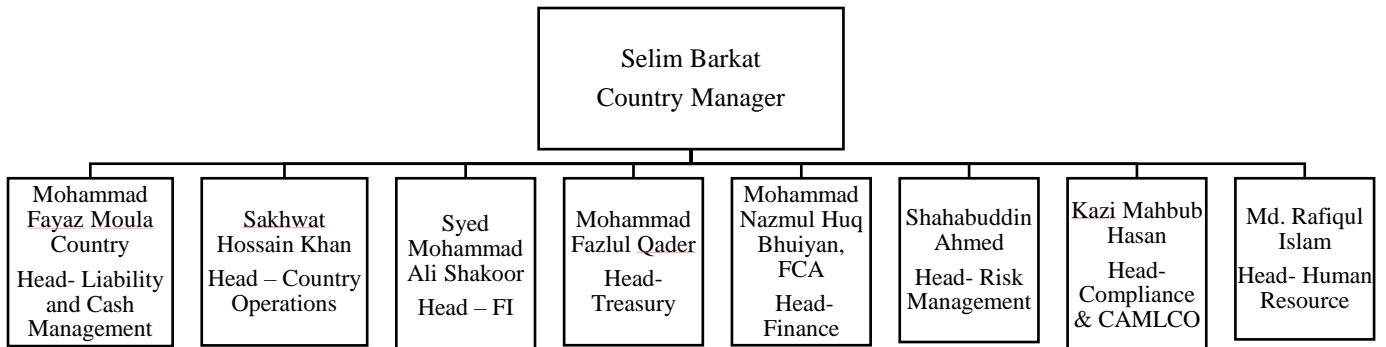 Selim Barkat
Country Manager
Mohammad
Fayaz Moula
Country
Head- Liability
and Cash
Management
Sakhwat
Hossain Khan
Head – Country
Operations
Syed
Mohammad
Ali Shakoor
Head – FI
Mohammad
Fazlul Qader
Head-
Treasury
Mohammad
Nazmul Huq
Bhuiyan,
FCA
Head-
Finance
Shahabuddin
Ahmed
Head- Risk
Management
Kazi Mahbub
Hasan
Head-
Compliance
& CAMLCO
Md. Rafiqul
Islam
Head- Human
Resource